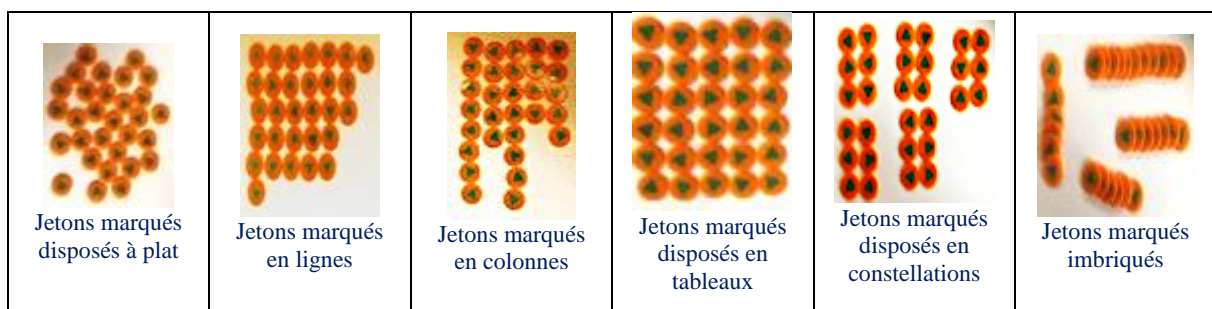 Jetons marqués
disposés à plat
Jetons marqués
en lignes
Jetons marqués
en colonnes
Jetons marqués
disposés en
tableaux
Jetons marqués
disposés en
constellations
Jetons marqués
imbriqués